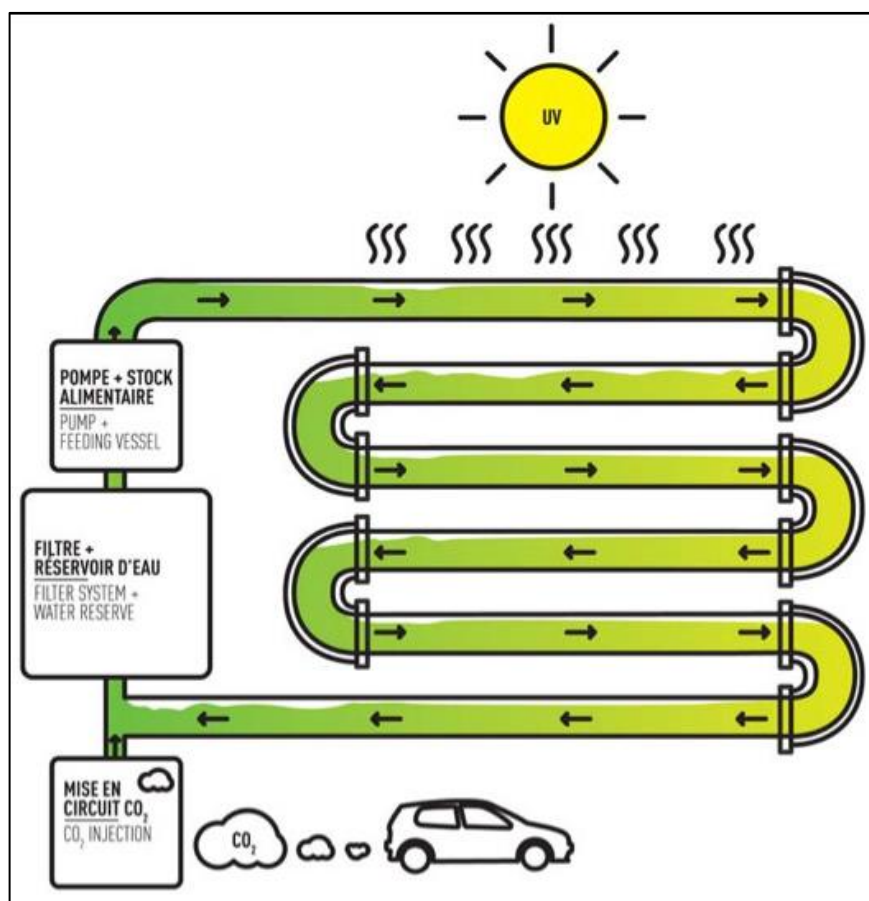 UV
POMPE + STOCK
ALIMENTAIRE
PUMP +
FEEDING VESSEL
FILTRE +
RÉSERVOIR D'EAU
FILTER SYSTEM +
WATER RESERVE
MISE EN
CIRCUIT CO₂
CO₂ INJECTION
CO₂